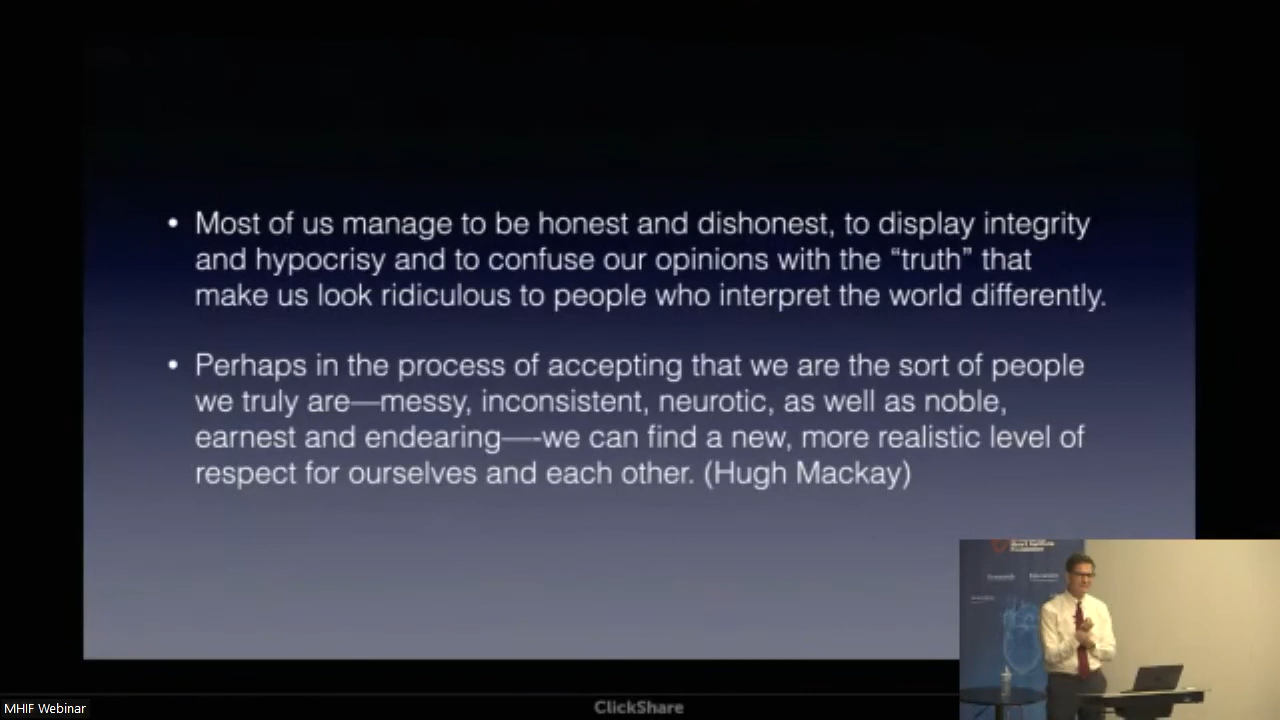 • Most of us manage to be honest and dishonest, to display integrity
and hypocrisy and to confuse our opinions with the “truth” that
make us look ridiculous to people who interpret the world differently.
• Perhaps in the process of accepting that we are the sort of people
we truly are—messy, inconsistent, neurotic, as well as noble,
earnest and endearing—-we can find a new, more realistic level of
respect for ourselves and each other. (Hugh Mackay)
MHIF Webinar
ClickShare